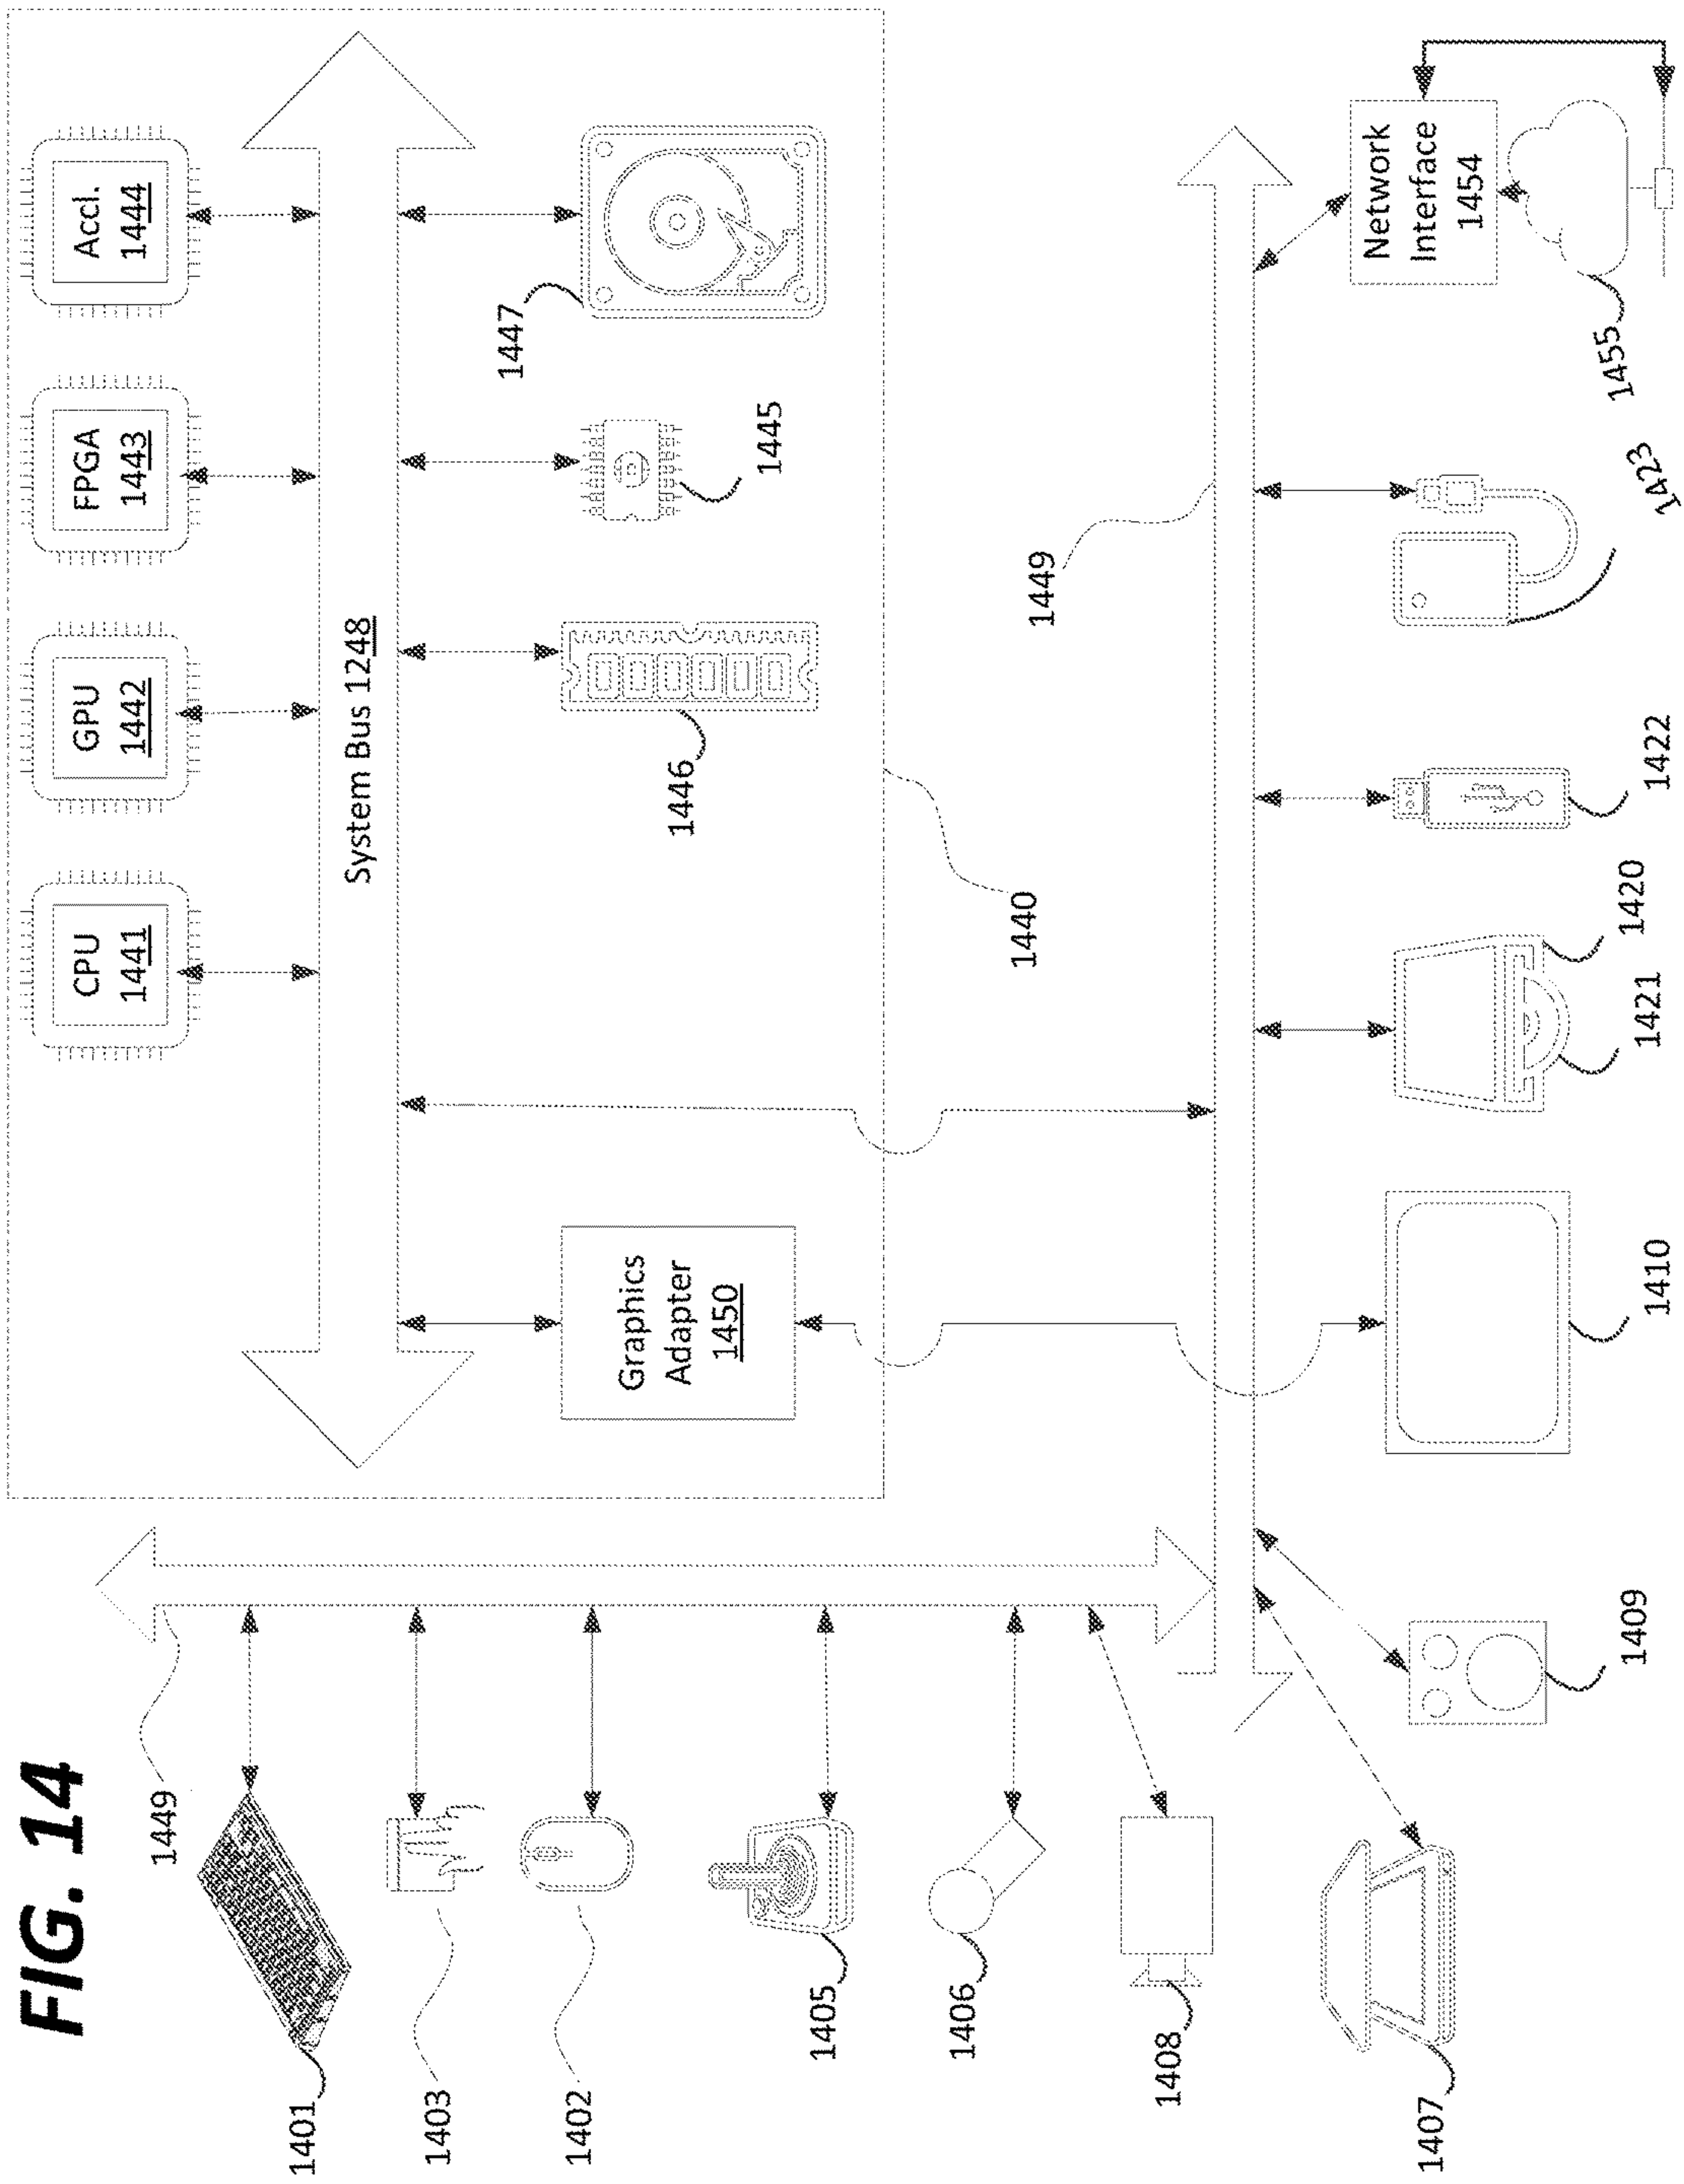 FIG. 14
1449
1401
1403
1402
1405
1406
1408
1407
1409
CPU
1441
GPU
1442
FPGA
1443
Accl.
1444
System Bus 1248
Graphics
Adapter
1450
1446
1445
1447
1440
1449
1410
1421
1420
1422
1423
Network
Interface
1454
1455